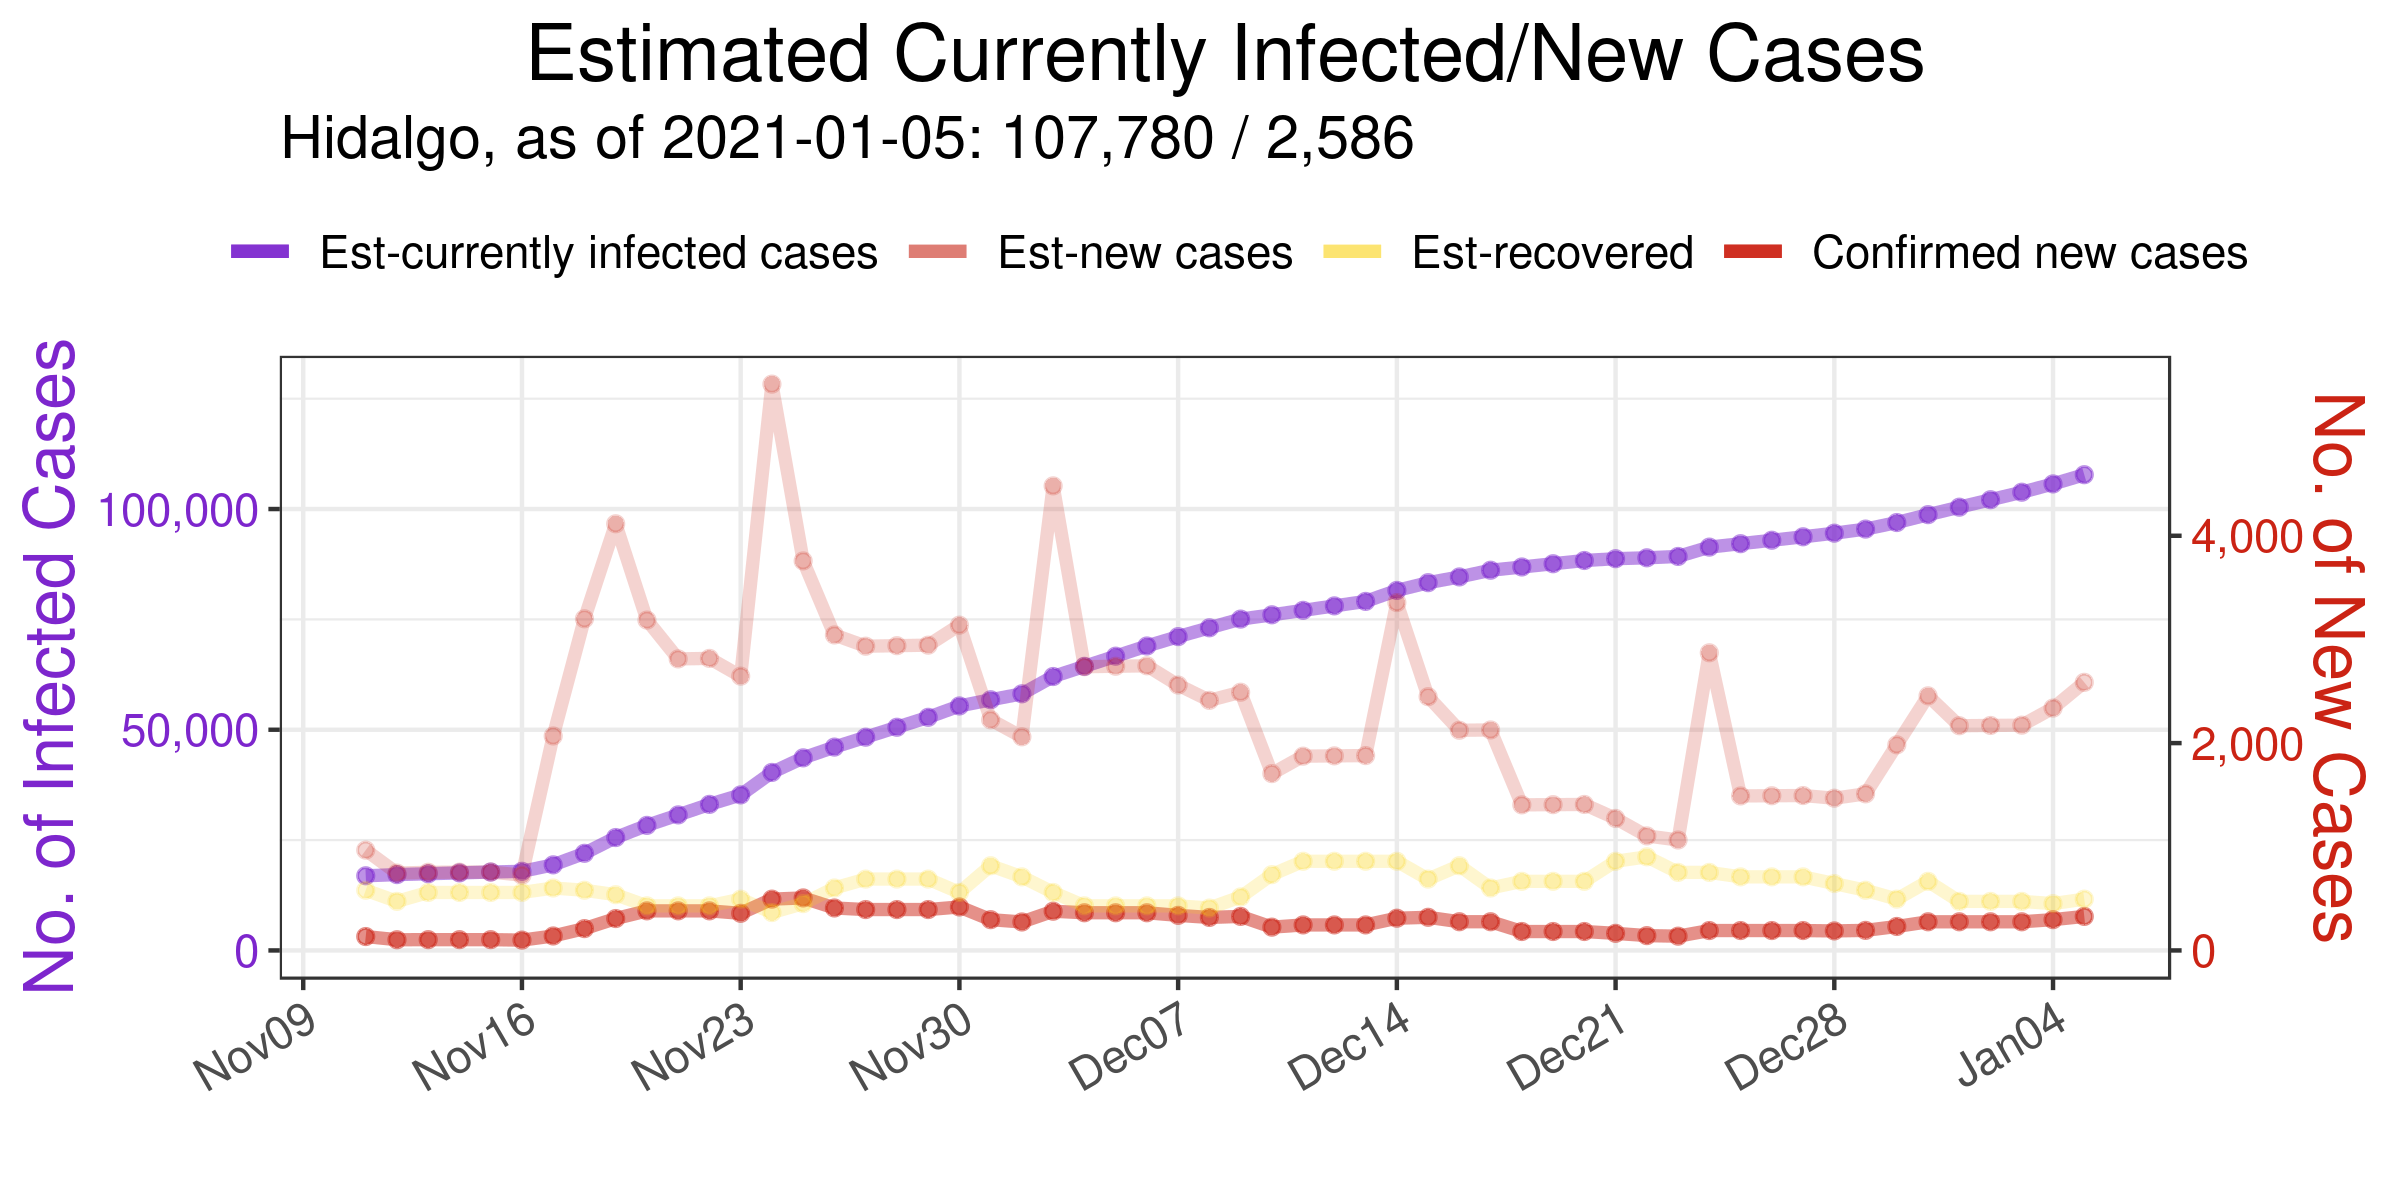 Estimated Currently Infected/New Cases
Hidalgo, as of 2021-01-05: 107,780 / 2,586
Est-currently infected cases Est-new cases Est-recovered Confirmed new cases
No. of Infected Cases
100,000
50,000
0
4,000
2,000
0
No. of New Cases
Nov09 Nov16 Nov23 Nov30 Dec07 Dec14 Dec21 Dec28 Jan04